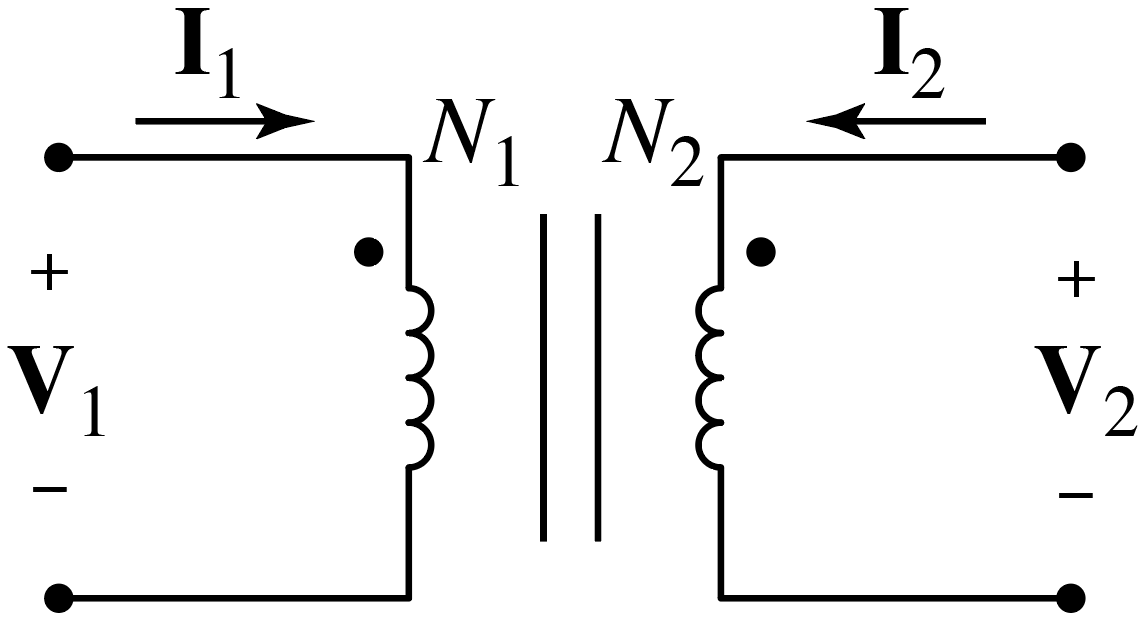 I1 I2
N1 N2
+ +
V1 V2
− −